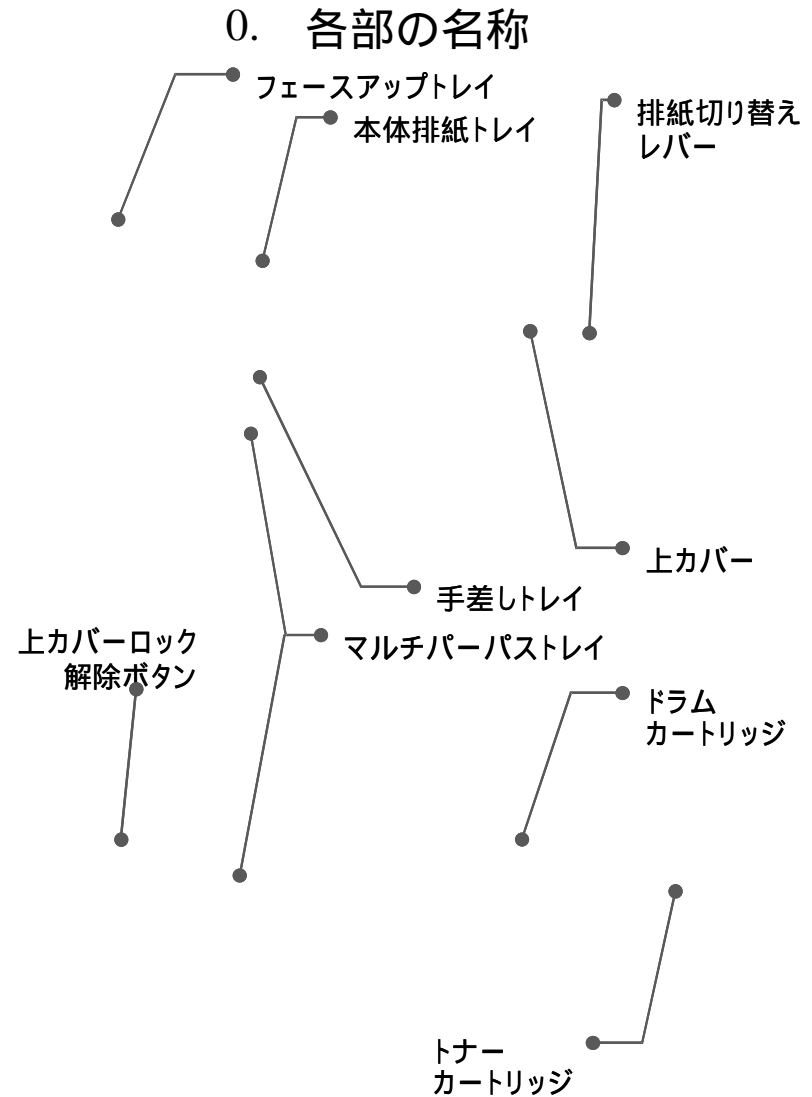 0. 各部の名称
フェースアップトレイ
本体排紙トレイ
排紙切り替え
レバー
上カバー
手差しトレイ
マルチパーパストレイ
上カバーロック
解除ボタン
ドラム
カートリッジ
トナー
カートリッジ